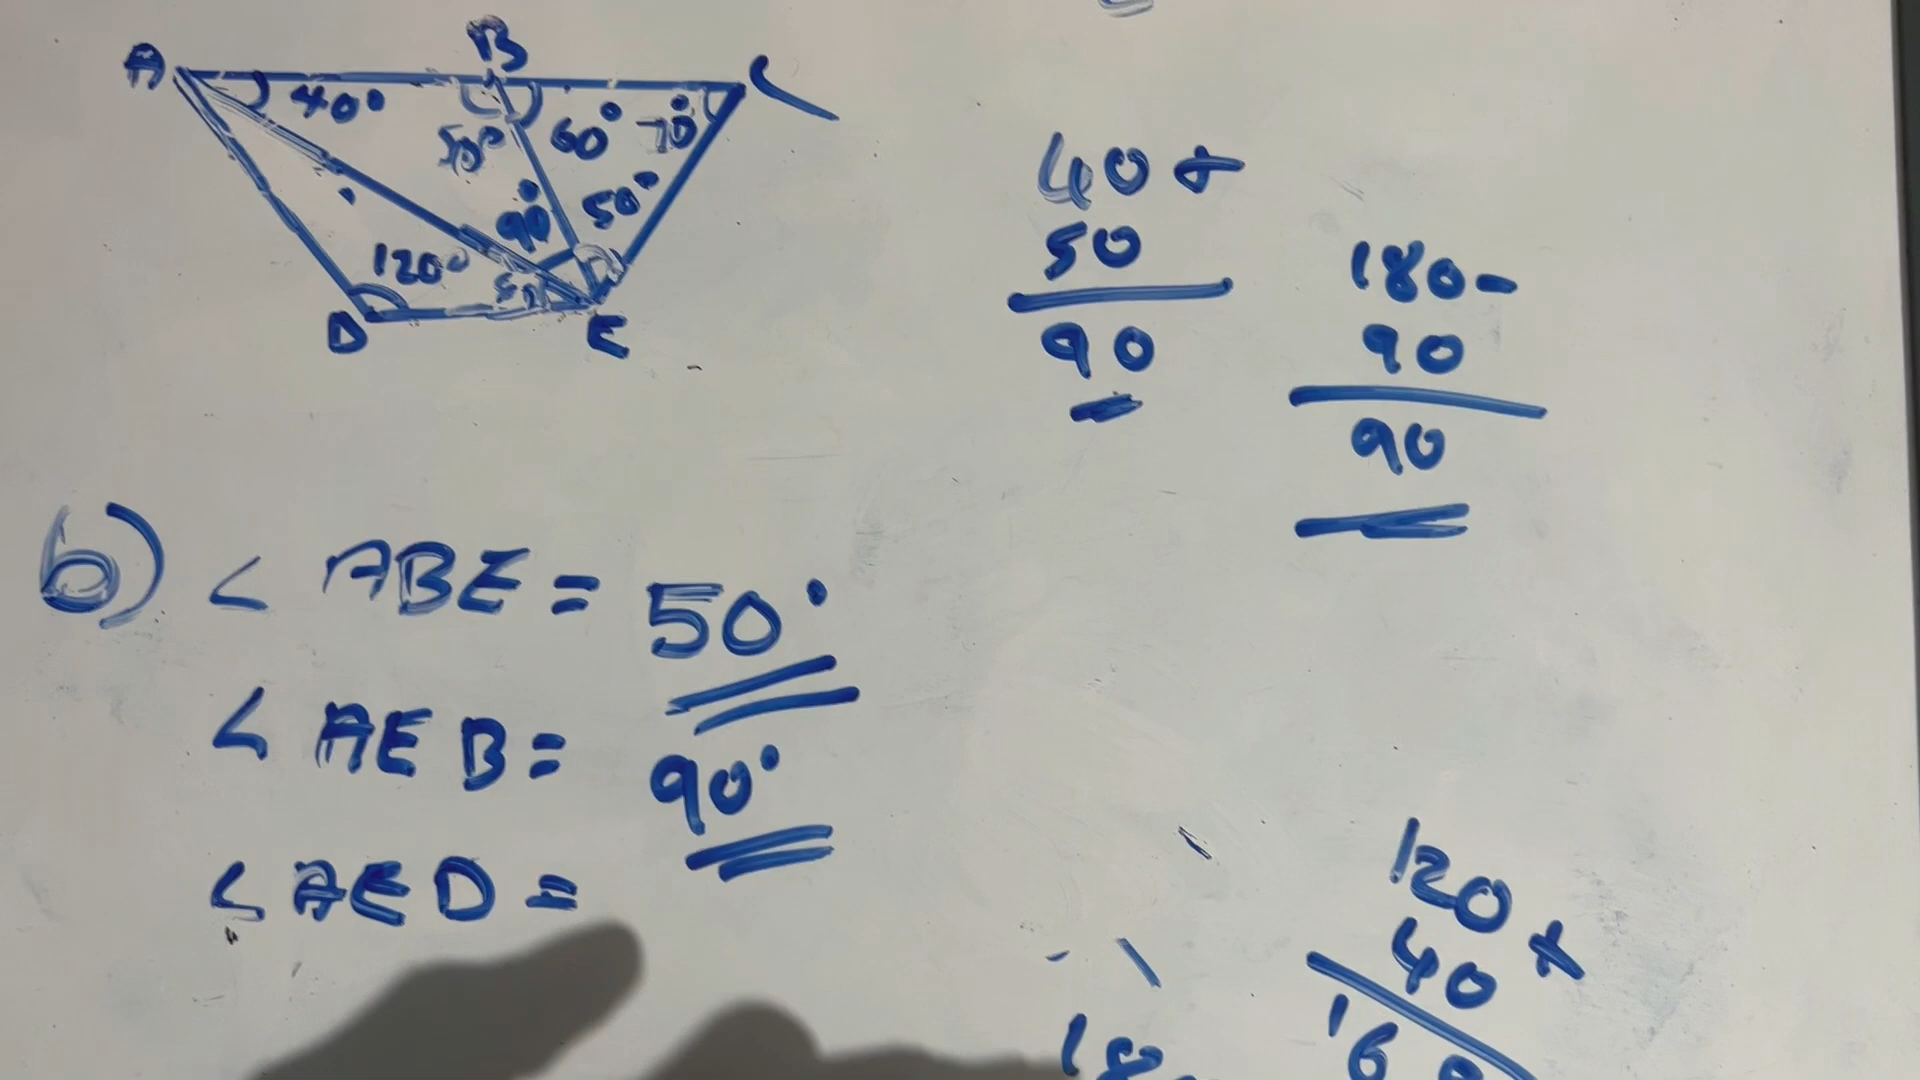 A B C
40° 50° 60° 70°
90° 50°
120°
D E
40 +
50
90
180-
90
90
b) < ABE = 50°
< AEB = 90°
< AED =
120
40 +